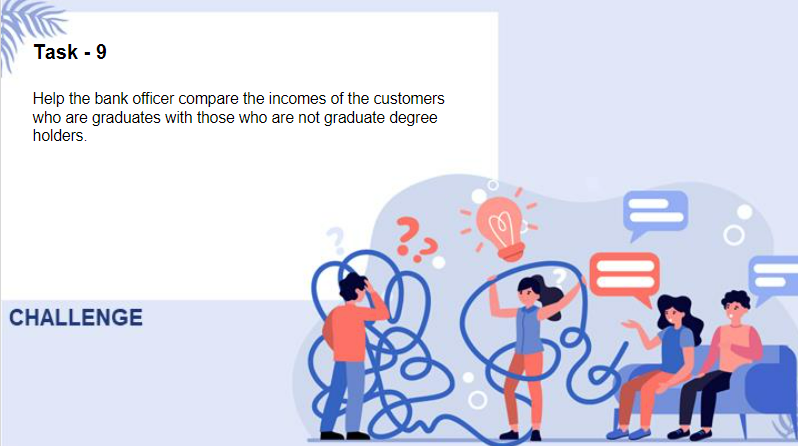 Task - 9
Help the bank officer compare the incomes of the customers
who are graduates with those who are not graduate degree
holders.
CHALLENGE